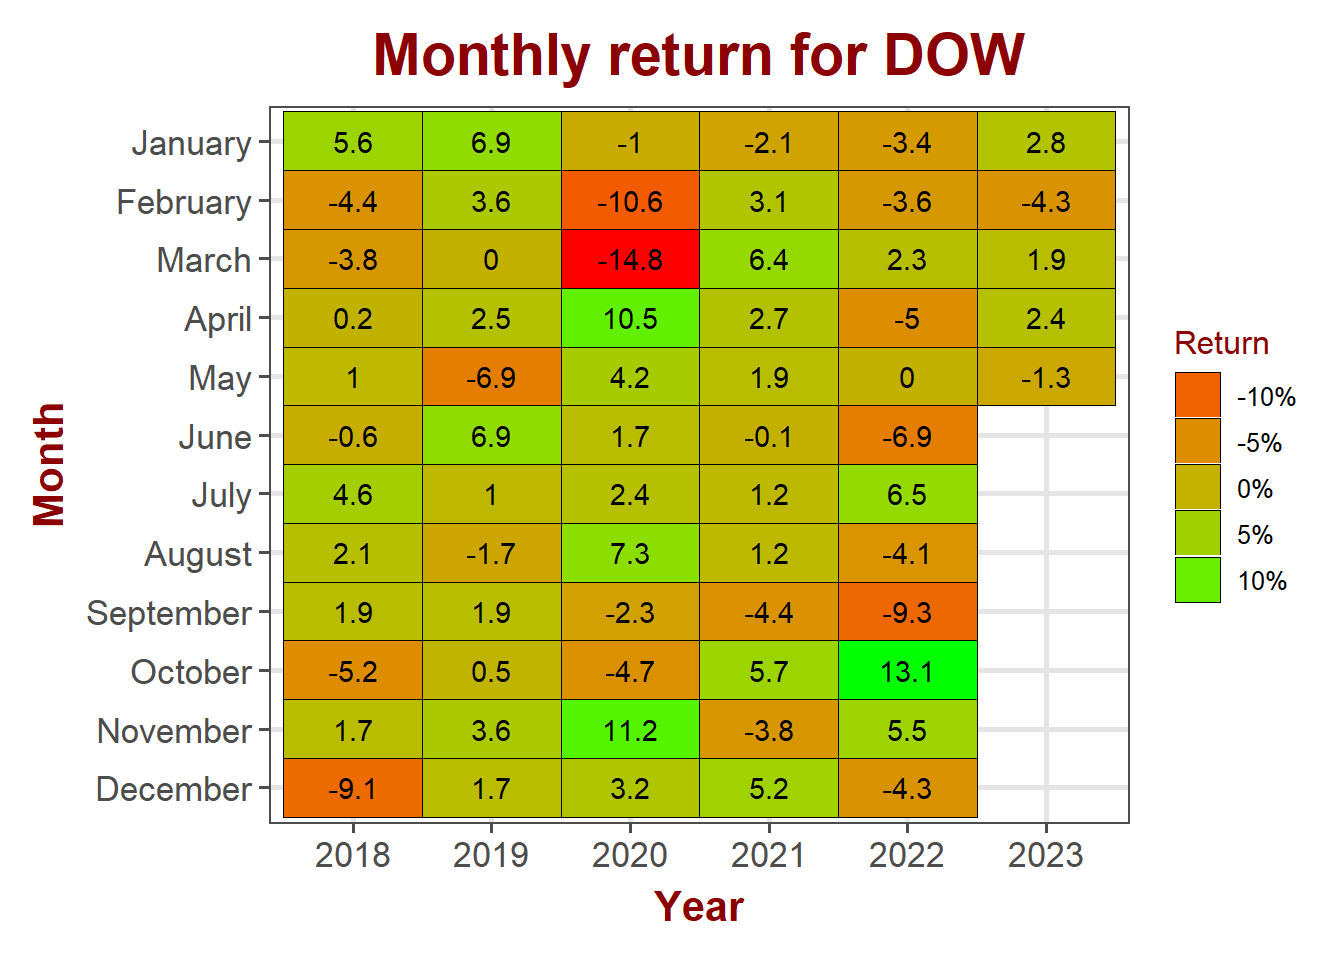 Monthly return for DOW
Month
January 5.6 6.9 -1 -2.1 -3.4 2.8
February -4.4 3.6 -10.6 3.1 -3.6 -4.3
March -3.8 0 -14.8 6.4 2.3 1.9
April 0.2 2.5 10.5 2.7 -5 2.4
May 1 -6.9 4.2 1.9 0 -1.3
June -0.6 6.9 1.7 -0.1 -6.9
July 4.6 1 2.4 1.2 6.5
August 2.1 -1.7 7.3 1.2 -4.1
September 1.9 1.9 -2.3 -4.4 -9.3
October -5.2 0.5 -4.7 5.7 13.1
November 1.7 3.6 11.2 -3.8 5.5
December -9.1 1.7 3.2 5.2 -4.3
2018 2019 2020 2021 2022 2023
Year
Return
-10%
-5%
0%
5%
10%